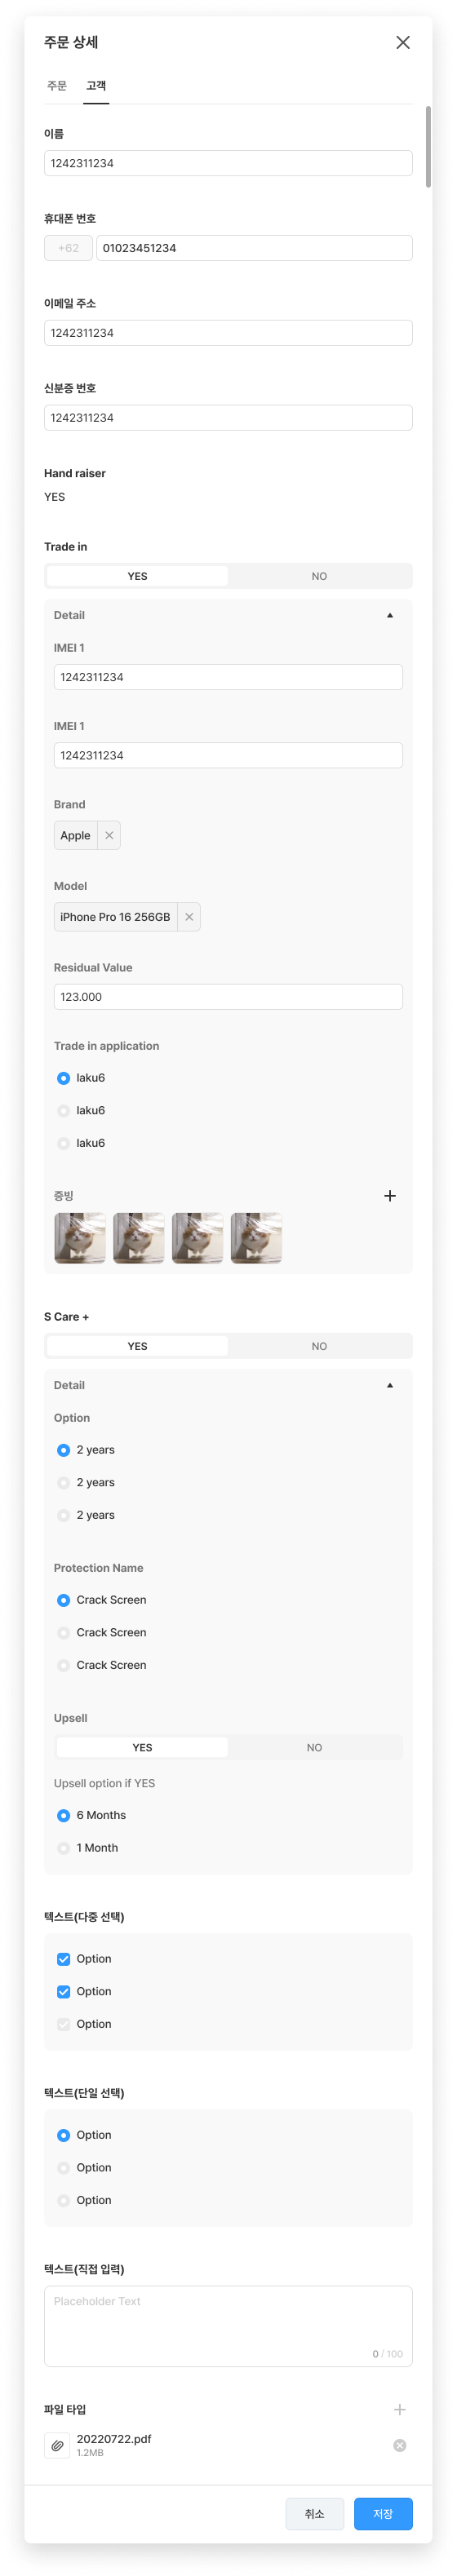 주문 상세
주문 고객
이름
1242311234
휴대폰 번호
+62 01023451234
이메일 주소
1242311234
신분증 번호
1242311234
Hand raiser
YES
Trade in
YES NO
Detail
IMEI 1
1242311234
IMEI 1
1242311234
Brand
Apple
Model
iPhone Pro 16 256GB
Residual Value
123.000
Trade in application
laku6
laku6
laku6
증빙
S Care +
YES NO
Detail
Option
2 years
2 years
2 years
Protection Name
Crack Screen
Crack Screen
Crack Screen
Upsell
YES NO
Upsell option if YES
6 Months
1 Month
텍스트(다중 선택)
Option
Option
Option
텍스트(단일 선택)
Option
Option
Option
텍스트(직접 입력)
Placeholder Text
0 / 100
파일 타입
20220722.pdf
1.2MB
취소 저장